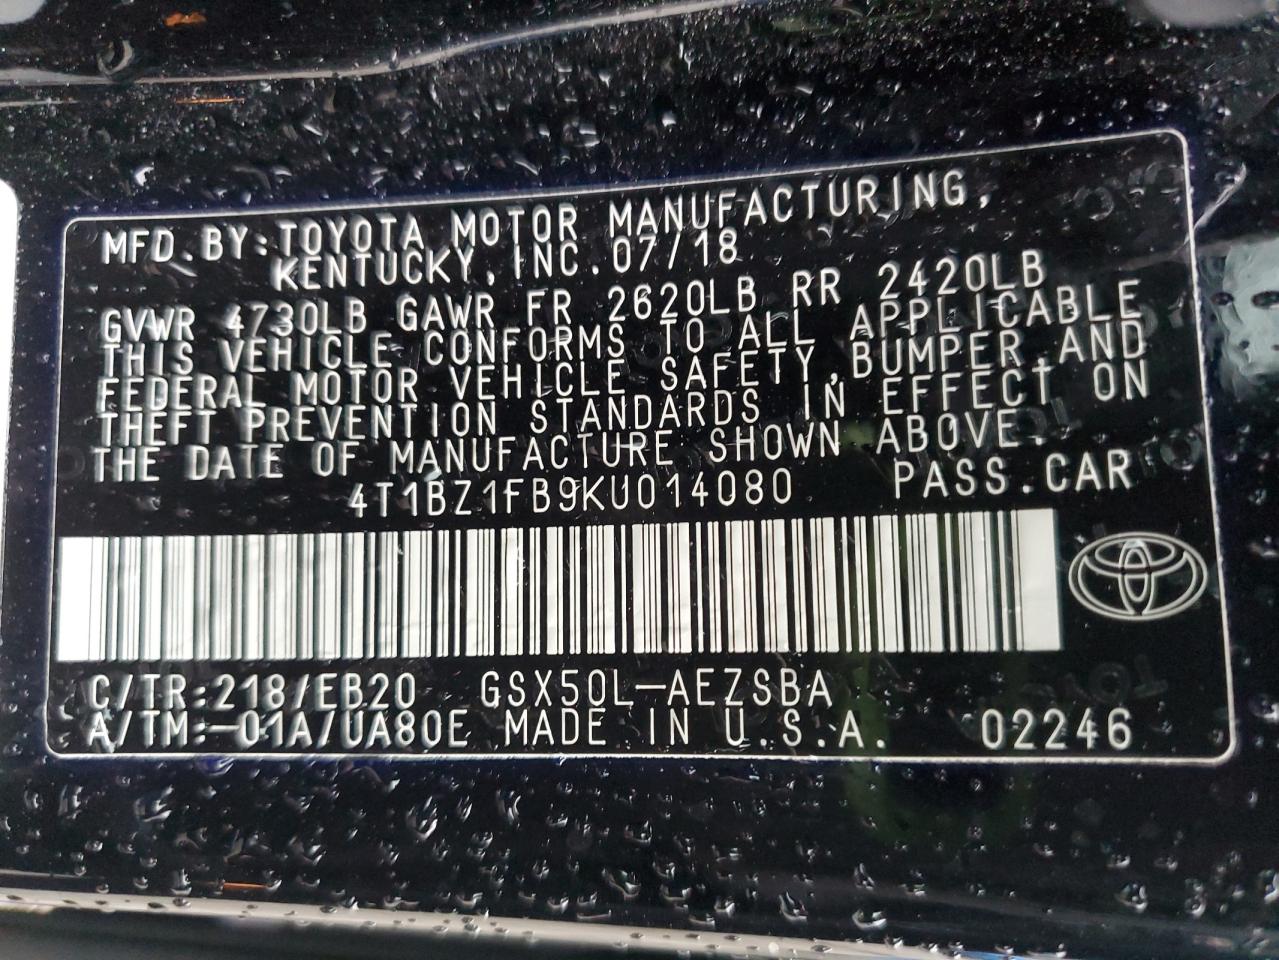 MFD.BY:TOYOTA MOTOR MANUFACTURING,
KENTUCKY,INC.07/18
GVWR 4730LB GAWR FR 2620LB RR 2420LB
THIS VEHICLE CONFORMS TO ALL APPLICABLE
FEDERAL MOTOR VEHICLE SAFETY,BUMPER,AND
THEFT PREVENTION STANDARDS IN EFFECT ON
THE DATE OF MANUFACTURE SHOWN ABOVE.
4T1BZ1FB9KU014080 PASS.CAR
C/TR:218/EB20 GSX50L-AEZSBA
A/TM:-01A/UA80E MADE IN U.S.A. 02246